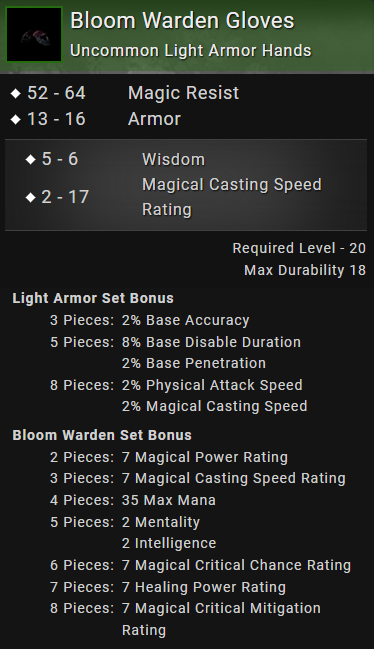 Bloom Warden Gloves
Uncommon Light Armor Hands
52 - 64 Magic Resist
13 - 16 Armor
5 - 6 Wisdom
2 - 17 Magical Casting Speed
Rating
Required Level - 20
Max Durability 18
Light Armor Set Bonus
3 Pieces: 2% Base Accuracy
5 Pieces: 8% Base Disable Duration
2% Base Penetration
8 Pieces: 2% Physical Attack Speed
2% Magical Casting Speed
Bloom Warden Set Bonus
2 Pieces: 7 Magical Power Rating
3 Pieces: 7 Magical Casting Speed Rating
4 Pieces: 35 Max Mana
5 Pieces: 2 Mentality
2 Intelligence
6 Pieces: 7 Magical Critical Chance Rating
7 Pieces: 7 Healing Power Rating
8 Pieces: 7 Magical Critical Mitigation
Rating